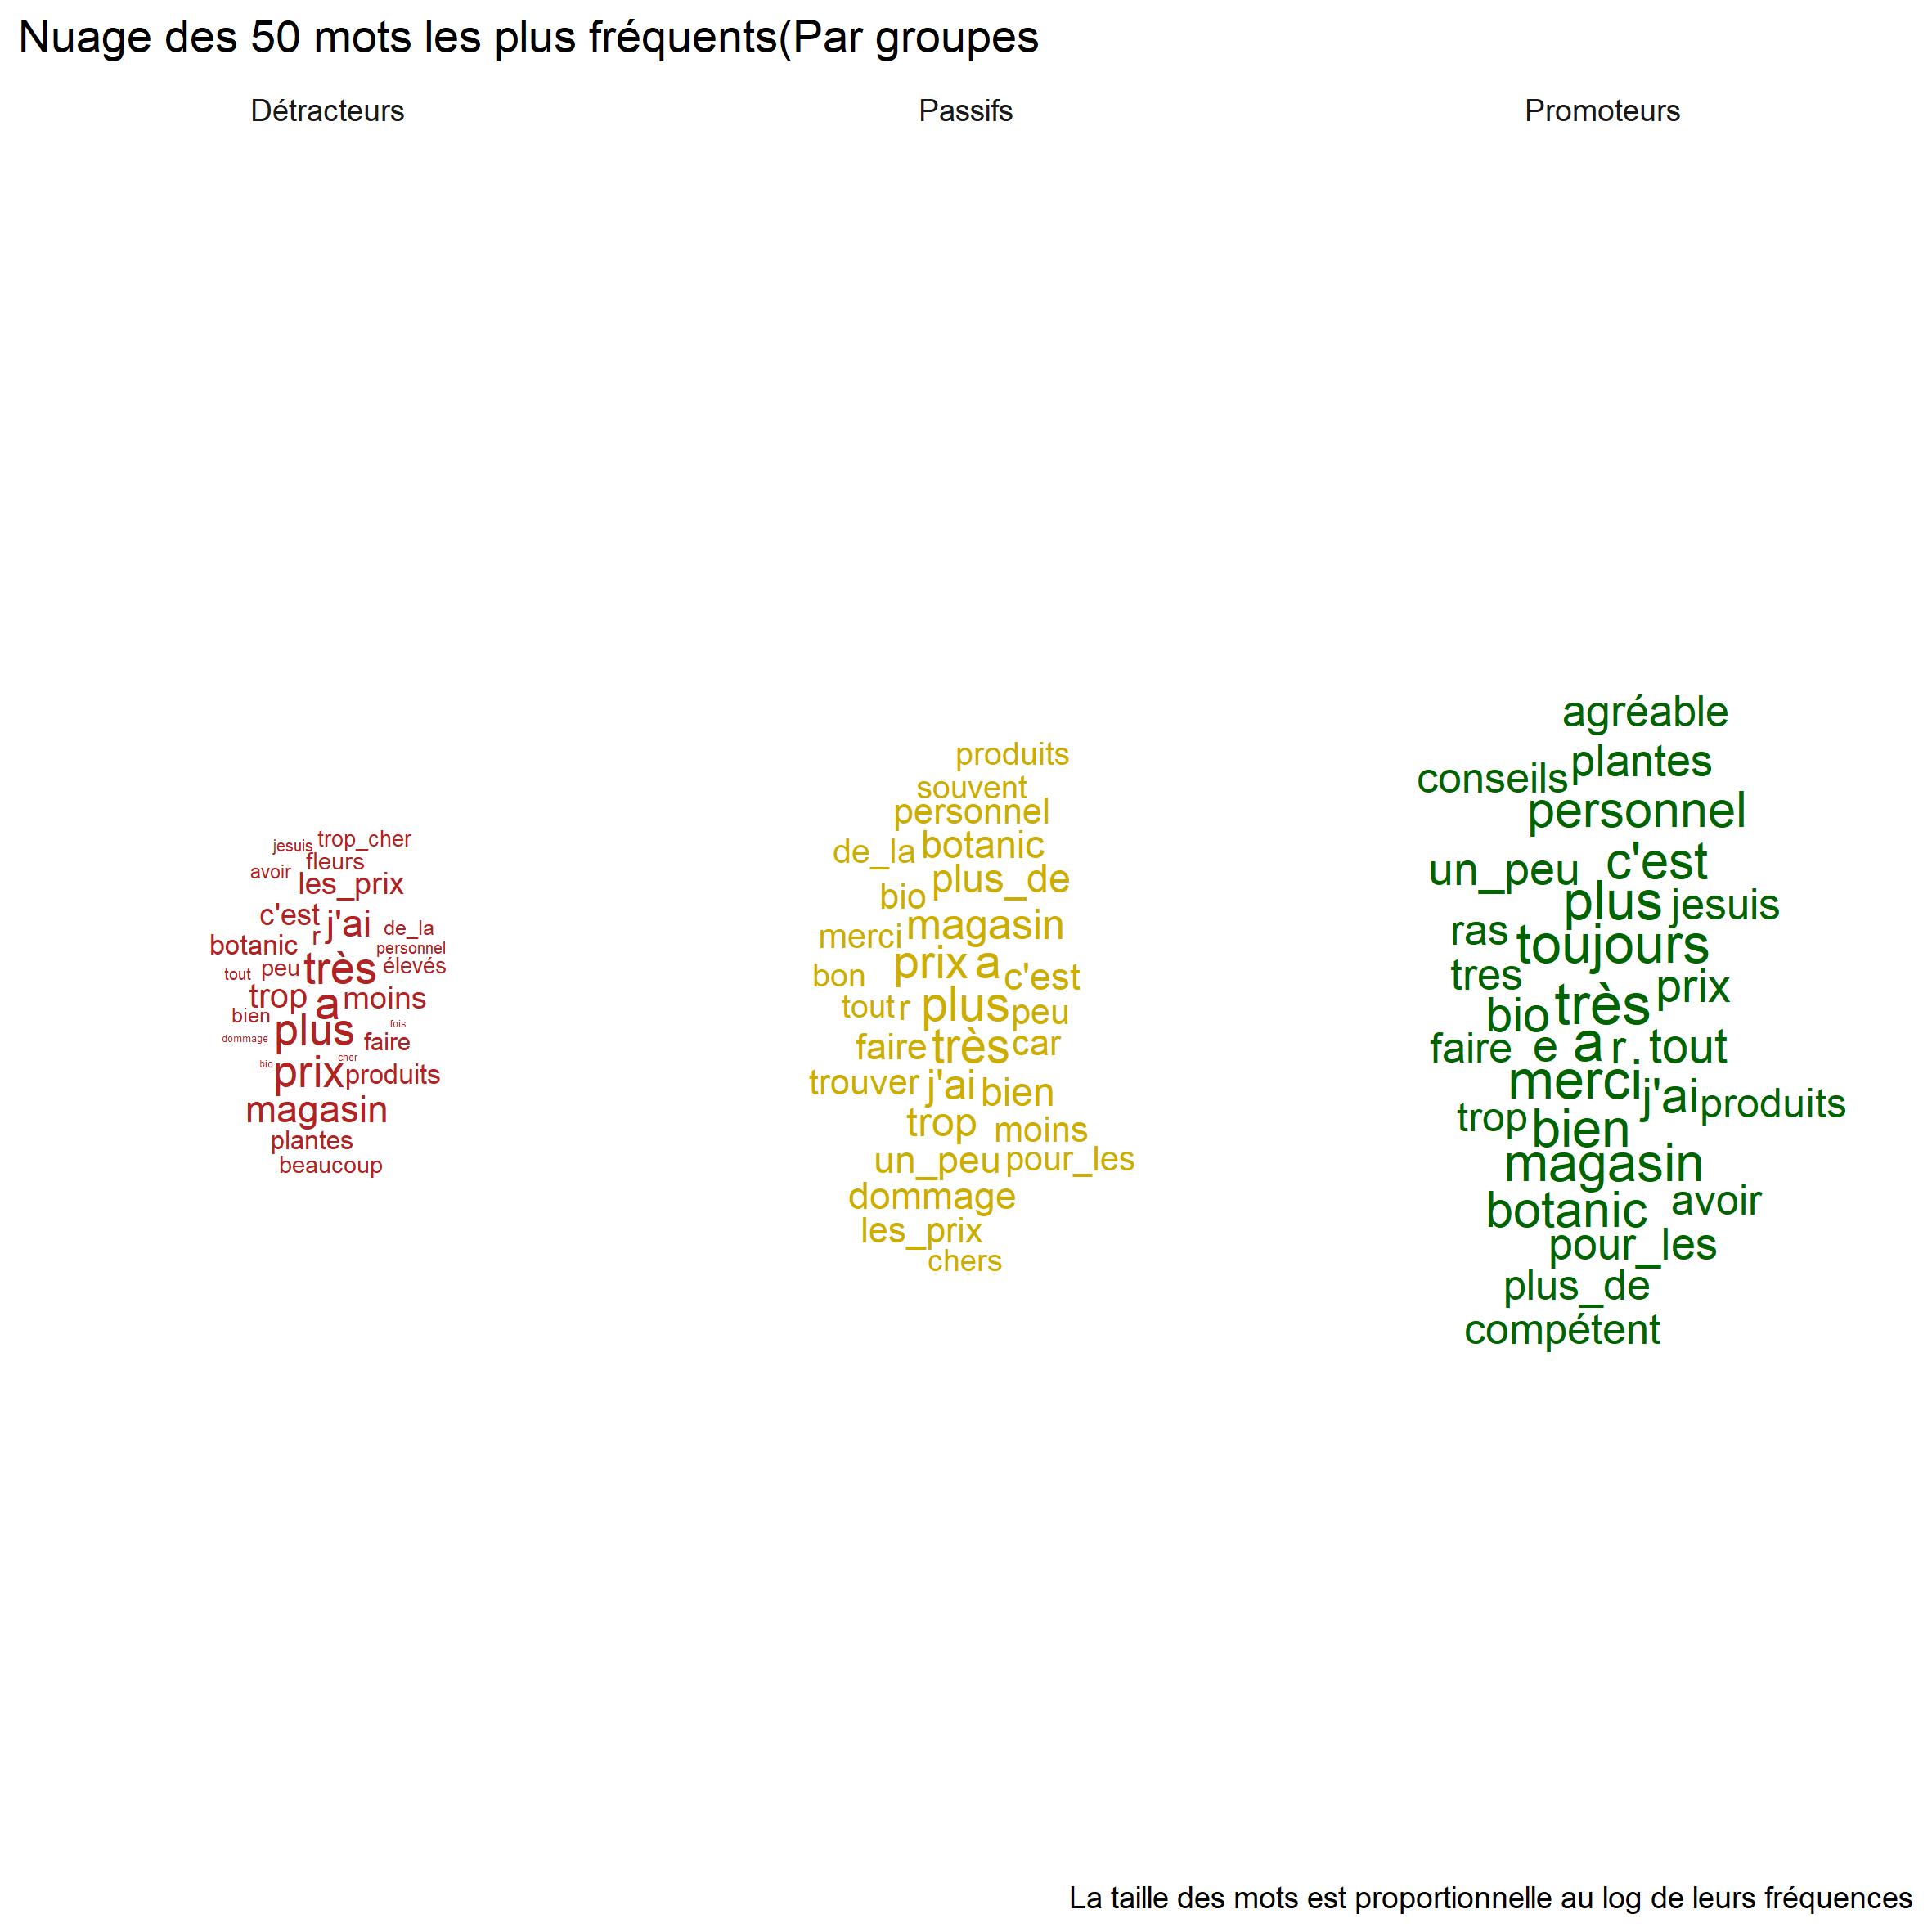 Nuage des 50 mots les plus fréquents(Par groupes
Détracteurs
jesuis trop_cher
avoir fleurs
les_prix
c'est j'ai de_la
botanic r personnel
tout peu très élevés
trop a moins
bien plus fois
dommage faire
bio prix cher produits
magasin
plantes
beaucoup
Passifs
produits
souvent
personnel
de_la botanic
bio plus_de
merci magasin
bon prix a c'est
tout r plus peu
faire très car
trouver j'ai bien
trop moins
un_peu pour_les
dommage
les_prix
chers
Promoteurs
agréable
conseils plantes
personnel
un_peu c'est
plus jesuis
ras toujours
tres prix
bio très
faire e a r tout
merci j'ai produits
trop bien
magasin
botanic avoir
pour_les
plus_de
compétent
La taille des mots est proportionnelle au log de leurs fréquences